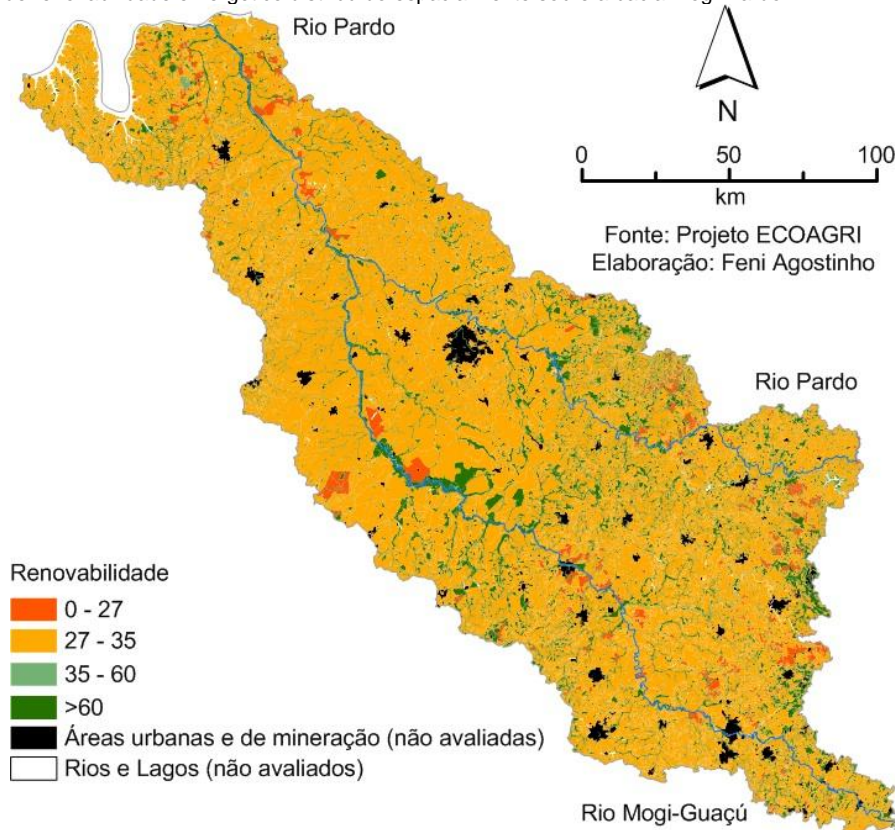 Rio Pardo
N
0 50 100
km
Fonte: Projeto ECOAGRI
Elaboração: Feni Agostinho
Rio Pardo
Renovabilidade
0 - 27
27 - 35
35 - 60
>60
Áreas urbanas e de mineração (não avaliadas)
Rios e Lagos (não avaliados)
Rio Mogi-Guaçú